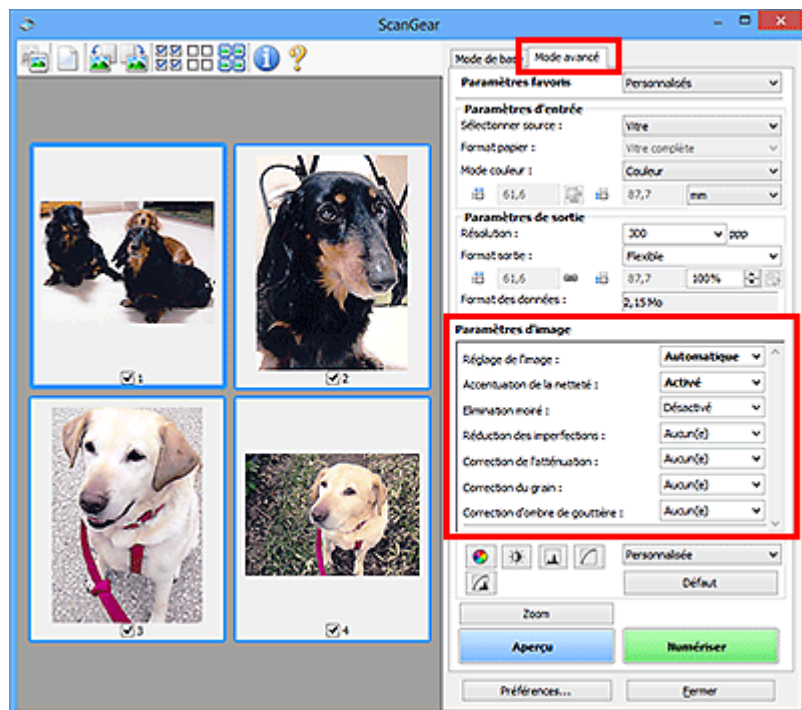 ScanGear
Mode de base Mode avancé
Paramètres favoris Personnalisés
Paramètres d'entrée
Sélectionner source : Vitre
Format papier : Vitre complète
Mode couleur : Couleur
61,6 87,7 mm
Paramètres de sortie
Résolution : 300 ppp
Format sortie : Flexible
61,6 87,7 100%
Format des données : 2,15 Mo
Paramètres d'image
Réglage de l'image : Automatique
Accentuation de la netteté : Activé
Elimination moiré : Désactivé
Réduction des imperfections : Aucun(e)
Correction de l'atténuation : Aucun(e)
Correction du grain : Aucun(e)
Correction d'ombre de gouttière : Aucun(e)
Personnalisée
Défaut
Zoom
Aperçu Numériser
Préférences... Fermer
1
2
3
4